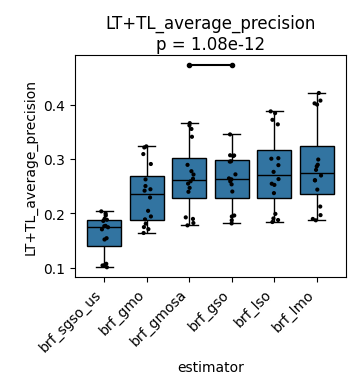 LT+TL_average_precision
p = 1.08e-12
LT+TL_average_precision
0.4
0.3
0.2
0.1
brf_sgso_us
brf_gmo
brf_gmosa
brf_gso
brf_lso
brf_lmo
estimator